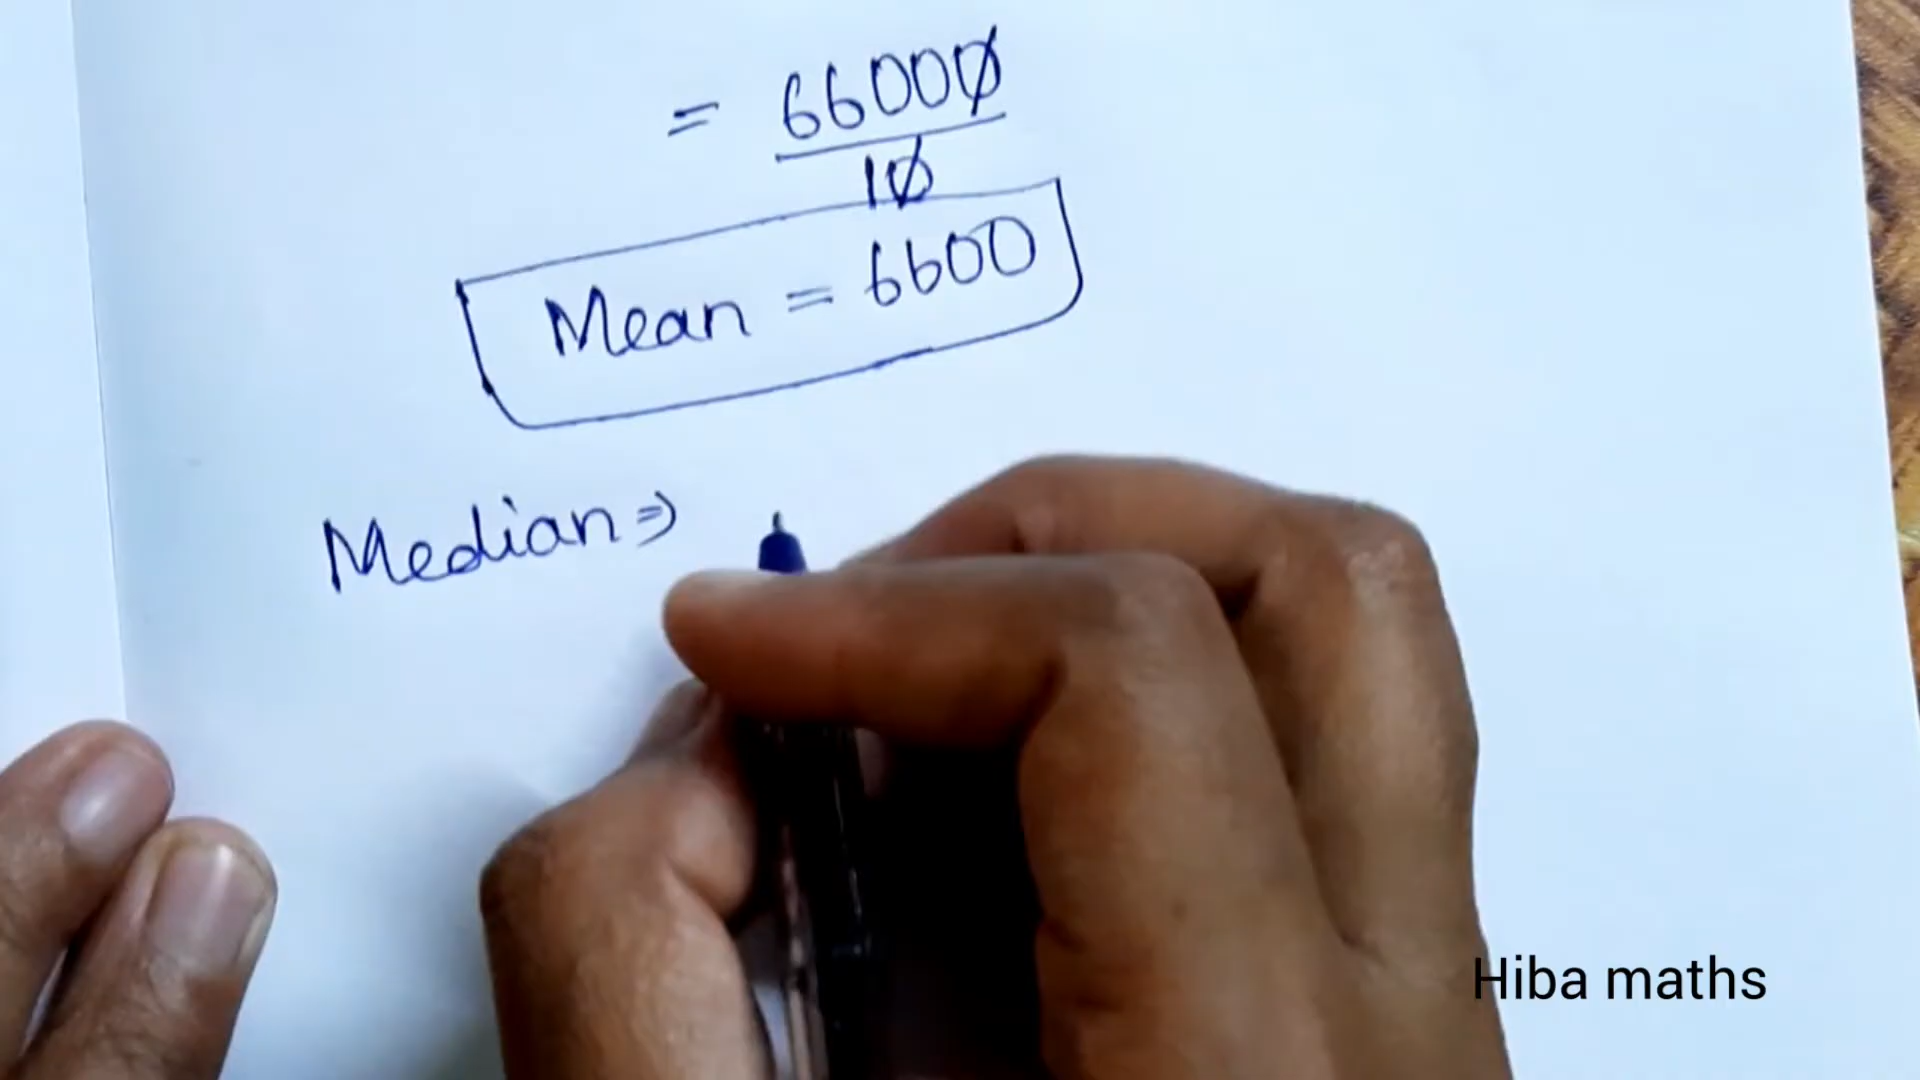 = 66000
10
Mean = 6600
Median ⇒
Hiba maths